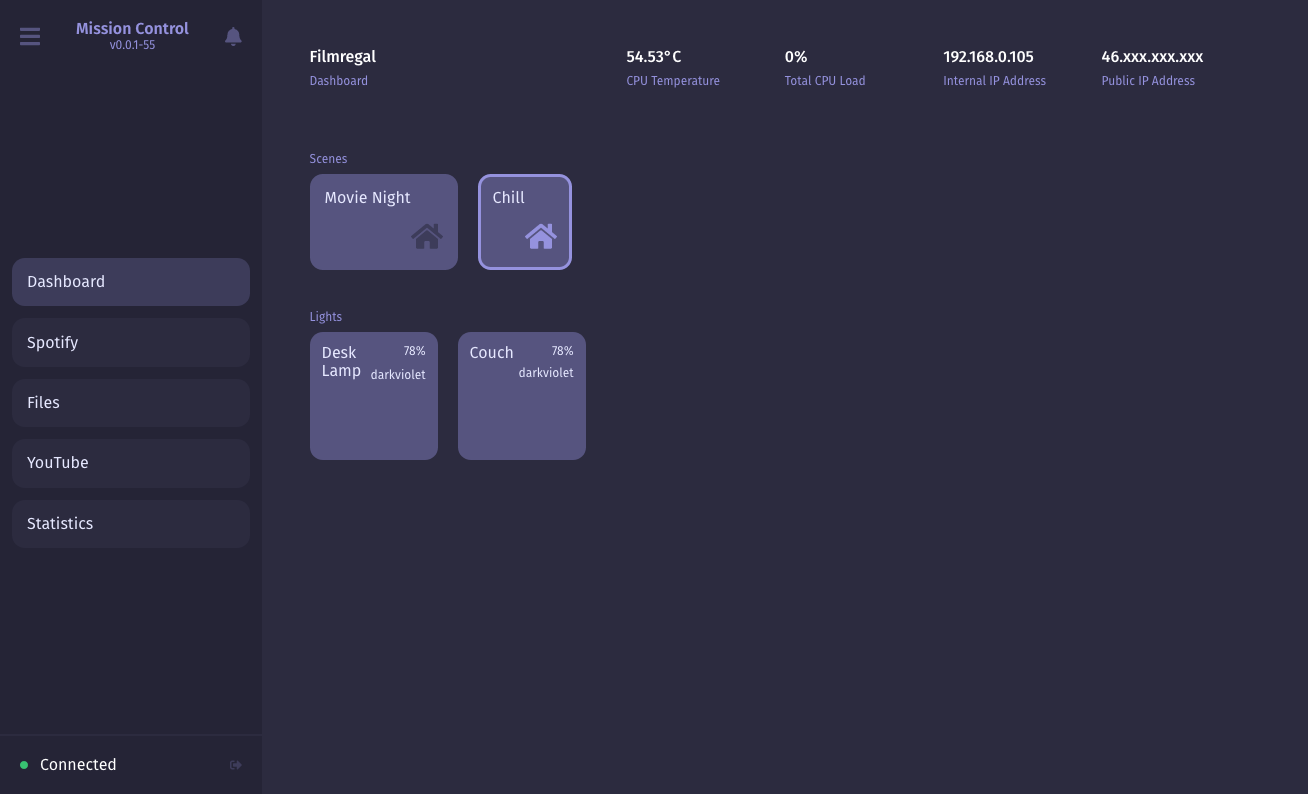 Mission Control
v0.0.1-55
Dashboard
Spotify
Files
YouTube
Statistics
Connected
Filmregal
Dashboard
54.53°C
CPU Temperature
0%
Total CPU Load
192.168.0.105
Internal IP Address
46.xxx.xxx.xxx
Public IP Address
Scenes
Movie Night
Chill
Lights
Desk
Lamp
78%
darkviolet
Couch
78%
darkviolet